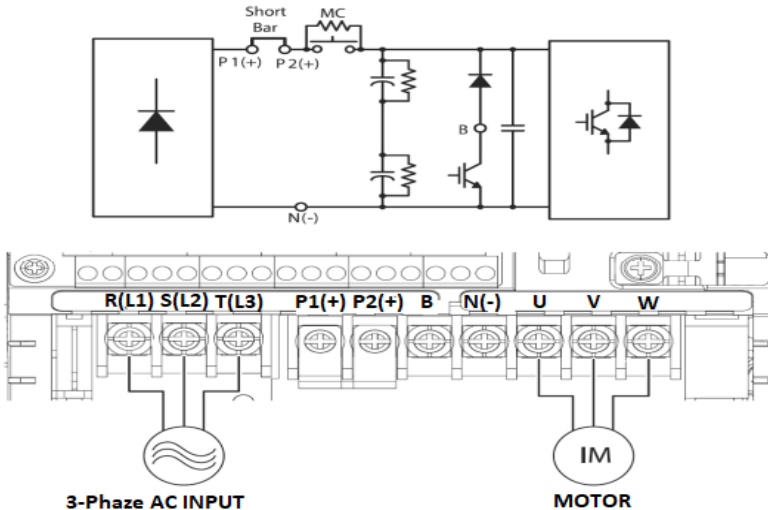 Short MC
Bar
P1(+) P2(+)
B
N(-)
R(L1) S(L2) T(L3) P1(+) P2(+) B N(-) U V W
IM
3-Phaze AC INPUT MOTOR